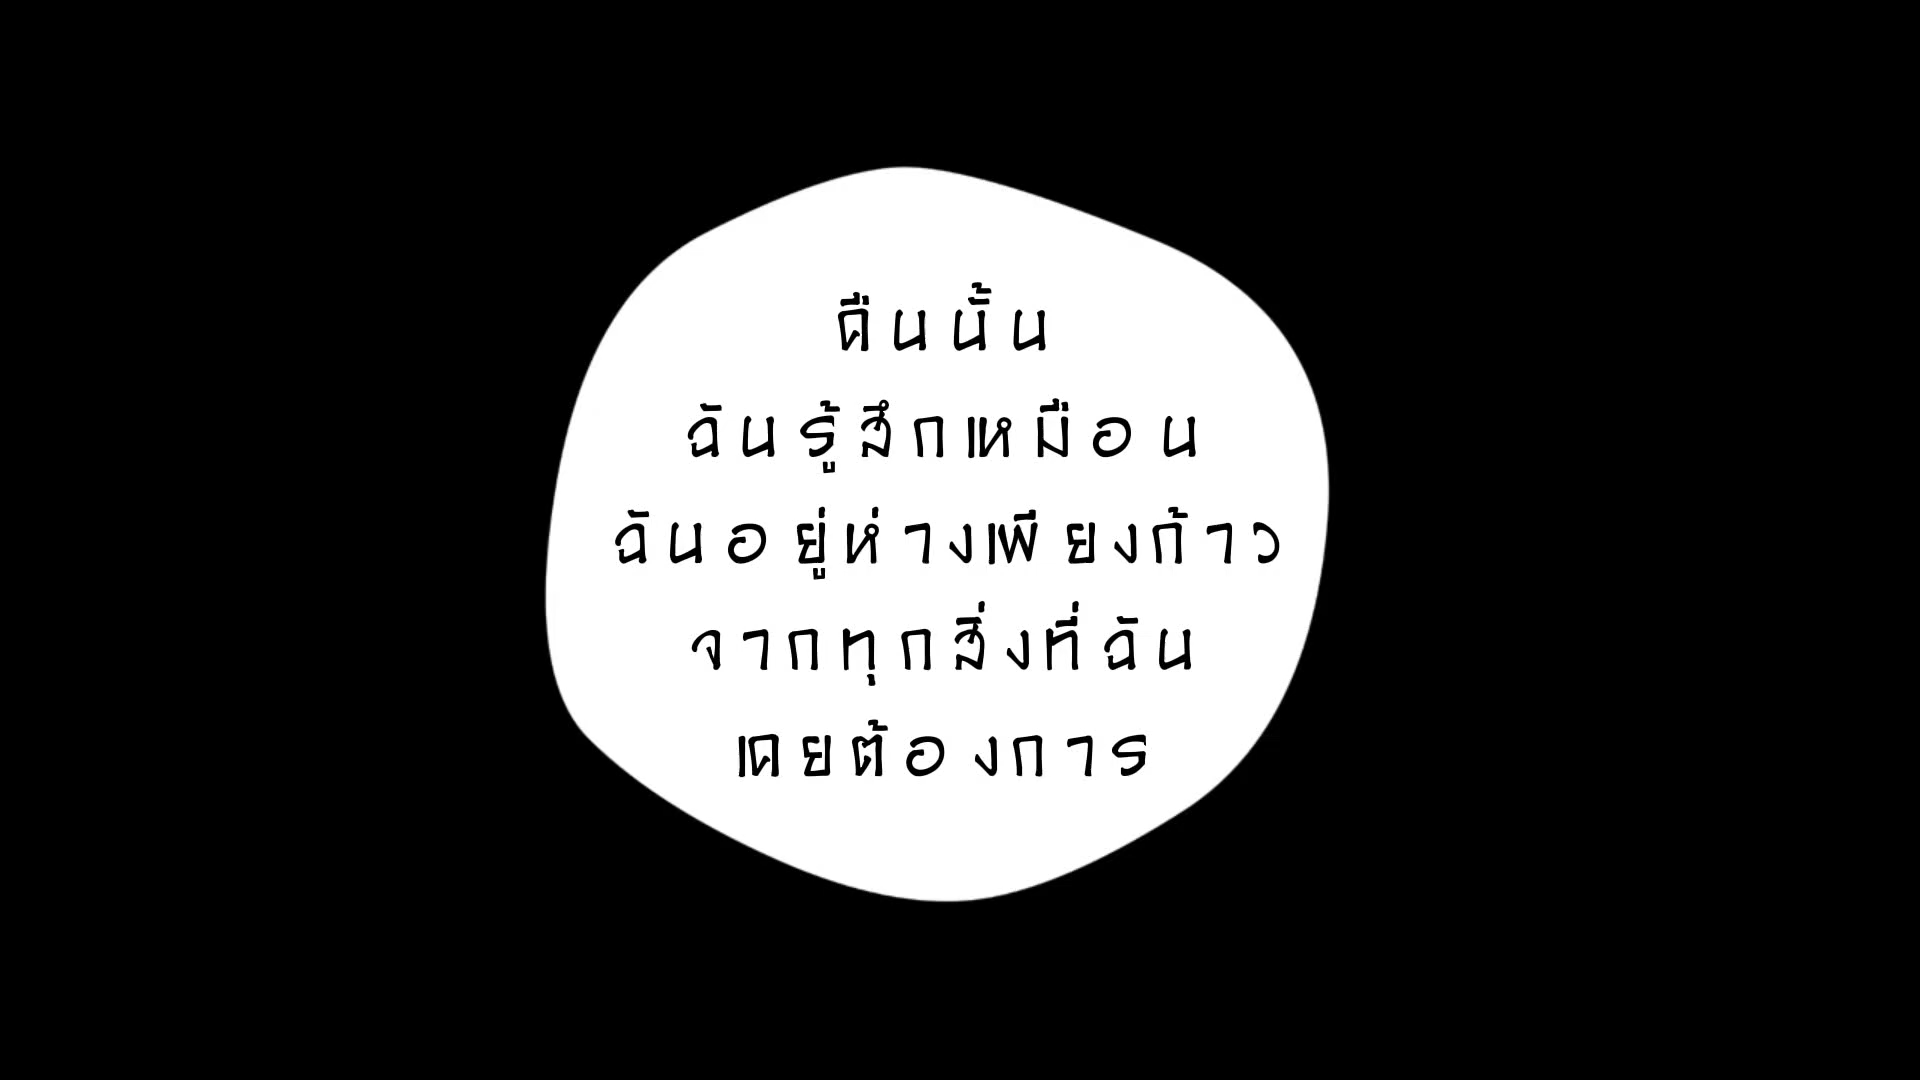 คืนนั้น
ฉันรู้สึกเหมือน
ฉันอยู่ห่างเพียงก้าว
จากทุกสิ่งที่ฉัน
เคยต้องการ